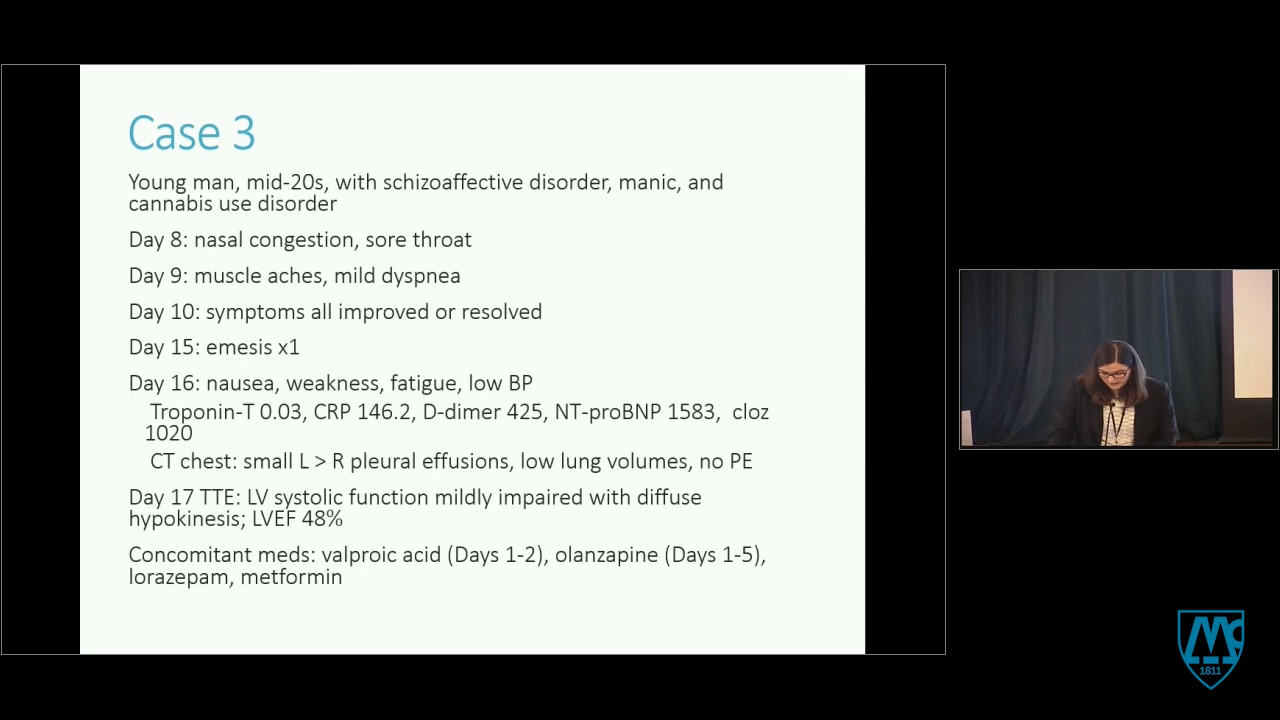 Case 3
Young man, mid-20s, with schizoaffective disorder, manic, and
cannabis use disorder
Day 8: nasal congestion, sore throat
Day 9: muscle aches, mild dyspnea
Day 10: symptoms all improved or resolved
Day 15: emesis x1
Day 16: nausea, weakness, fatigue, low BP
Troponin-T 0.03, CRP 146.2, D-dimer 425, NT-proBNP 1583, cloz
1020
CT chest: small L > R pleural effusions, low lung volumes, no PE
Day 17 TTE: LV systolic function mildly impaired with diffuse
hypokinesis; LVEF 48%
Concomitant meds: valproic acid (Days 1-2), olanzapine (Days 1-5),
lorazepam, metformin
Mc
1811